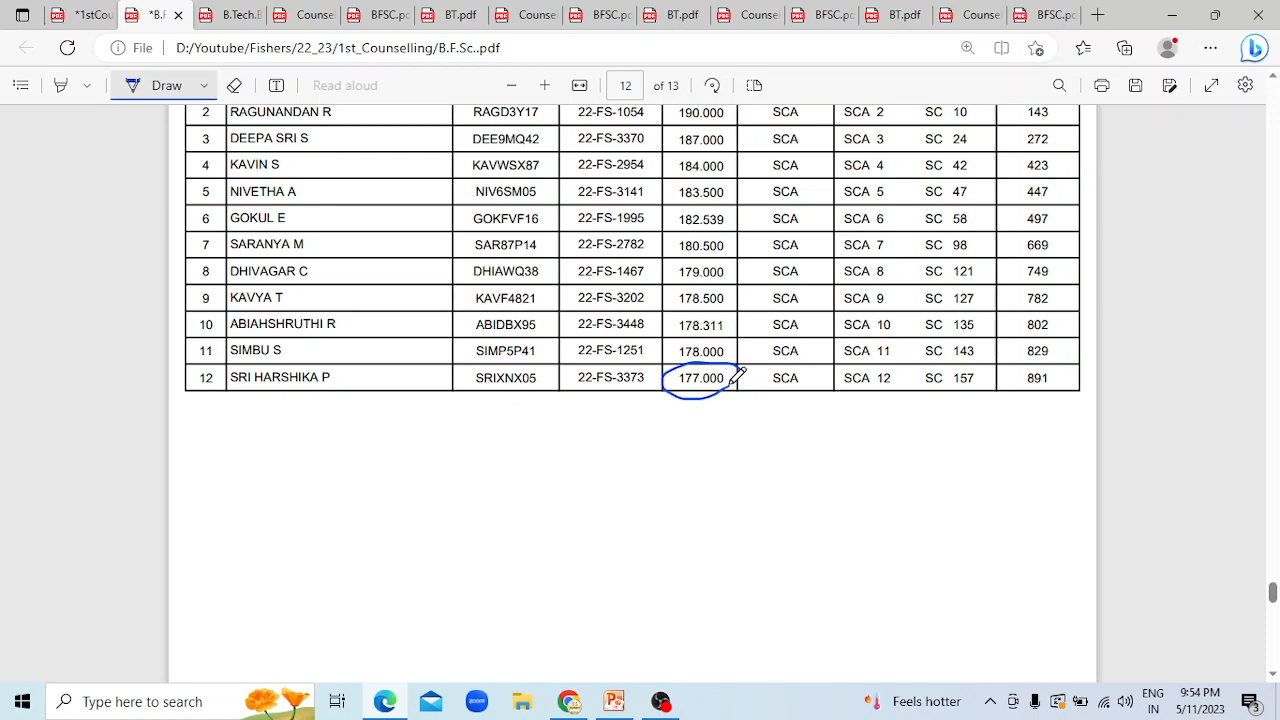 *1stCou
*B.F
B.Tech.B
Counse
BFSC.pc
BT.pdf
Counsel
BFSC.pc
BT.pdf
Counse
BFSC.pc
BT.pdf
Counse
BFSC.pc
File D:/Youtube/Fishers/22_23/1st_Counselling/B.F.Sc..pdf
Draw Read aloud 12 of 13
2 RAGUNANDAN R RAGD3Y17 22-FS-1054 190.000 SCA SCA 2 SC 10 143
3 DEEPA SRI S DEE9MQ42 22-FS-3370 187.000 SCA SCA 3 SC 24 272
4 KAVIN S KAVWSX87 22-FS-2954 184.000 SCA SCA 4 SC 42 423
5 NIVETHA A NIV6SM05 22-FS-3141 183.500 SCA SCA 5 SC 47 447
6 GOKUL E GOKFVF16 22-FS-1995 182.539 SCA SCA 6 SC 58 497
7 SARANYA M SAR87P14 22-FS-2782 180.500 SCA SCA 7 SC 98 669
8 DHIVAGAR C DHIAWQ38 22-FS-1467 179.000 SCA SCA 8 SC 121 749
9 KAVYA T KAVF4821 22-FS-3202 178.500 SCA SCA 9 SC 127 782
10 ABIAHSHRUTHI R ABIDBX95 22-FS-3448 178.311 SCA SCA 10 SC 135 802
11 SIMBU S SIMP5P41 22-FS-1251 178.000 SCA SCA 11 SC 143 829
12 SRI HARSHIKA P SRIXNX05 22-FS-3373 177.000 SCA SCA 12 SC 157 891
Type here to search
zoom
Feels hotter
ENG
IN
9:54 PM
5/11/2023
3